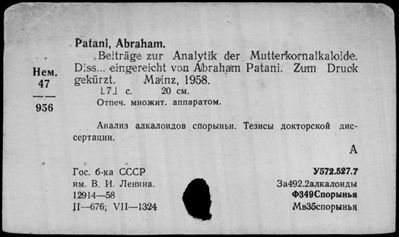 Patani, Abraham.
Beiträge zur Analytik der Mutterkornalkaloide.
Diss... eingereicht von Abraham Patani. Zum Druck
gekürzt. Mainz, 1958.
Нем.
47
956
[7] с. 20 см.
Отпеч. множит. аппаратом.
Анализ алкалоидов спорыньи. Тезисы докторской дис-
сертации.
А
Гос. б-ка СССР
им. В. И. Ленина.
12914—58
II—676; VII—1324
У572.527.7
За492.2алкалоиды
Ф349Спорынья
Мв35спорынья